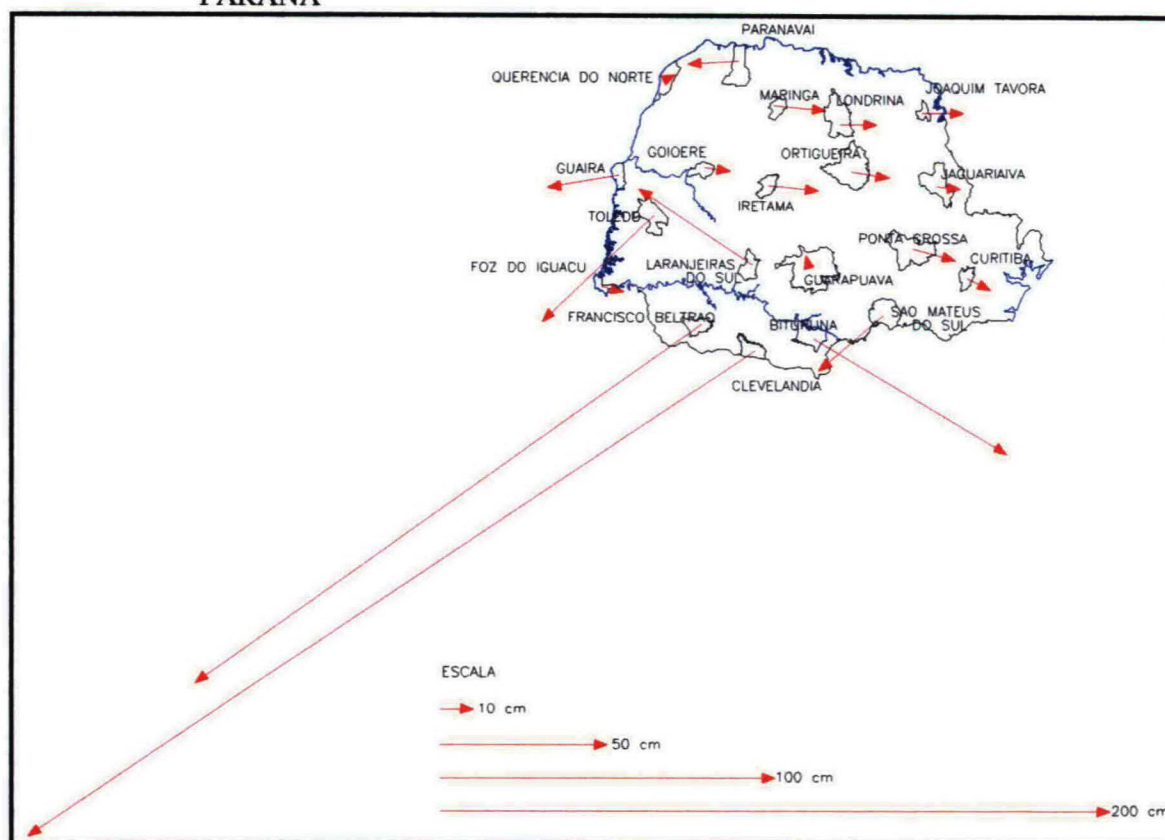 PARANÁ
PARANAVAI
QUERENCIA DO NORTE
MARINGA
LONDRINA
JOAQUIM TAVORA
GOIOERE
ORTIGUEIRA
GUAIRA
JAGUARIAIVA
IRETAMA
TOLEDO
PONTA GROSSA
FOZ DO IGUACU
LARANJEIRAS
DO SUL
GUARAPUAVA
CURITIBA
FRANCISCO BELTRAO
BITURUNA
SAO MATEUS
DO SUL
CLEVELANDIA
ESCALA
10 cm
50 cm
100 cm
200 cm